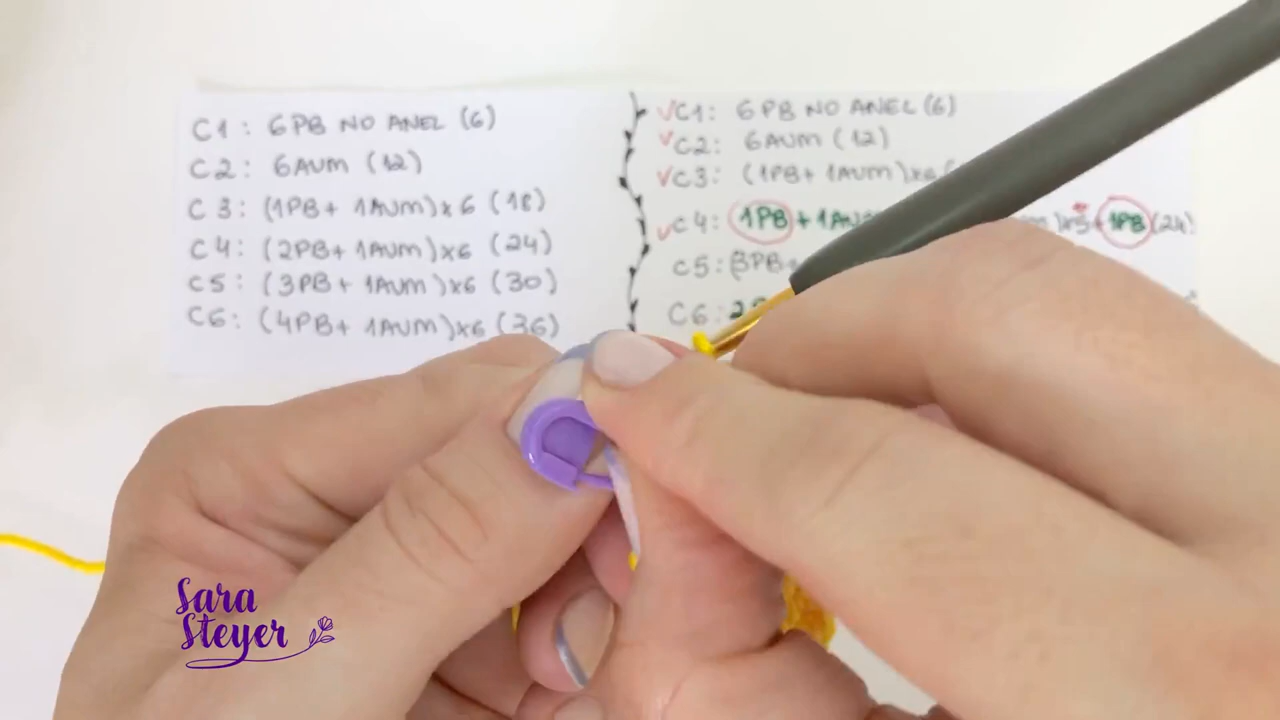 C1: 6PB NO ANEL (6)
C2: 6AUM (12)
C3: (1PB+ 1AUM)x6 (18)
C4: (2PB+ 1AUM)x6 (24)
C5: (3PB+ 1AUM)x6 (30)
C6: (4PB+ 1AUM)x6 (36)
√C1: 6PB NO ANEL (6)
√C2: 6AUM (12)
√C3: (1PB+ 1AUM)x6
√C4: 1PB + )x5+ 1PB (24)
C5: 3PB+
C6:
Sara
Steyer